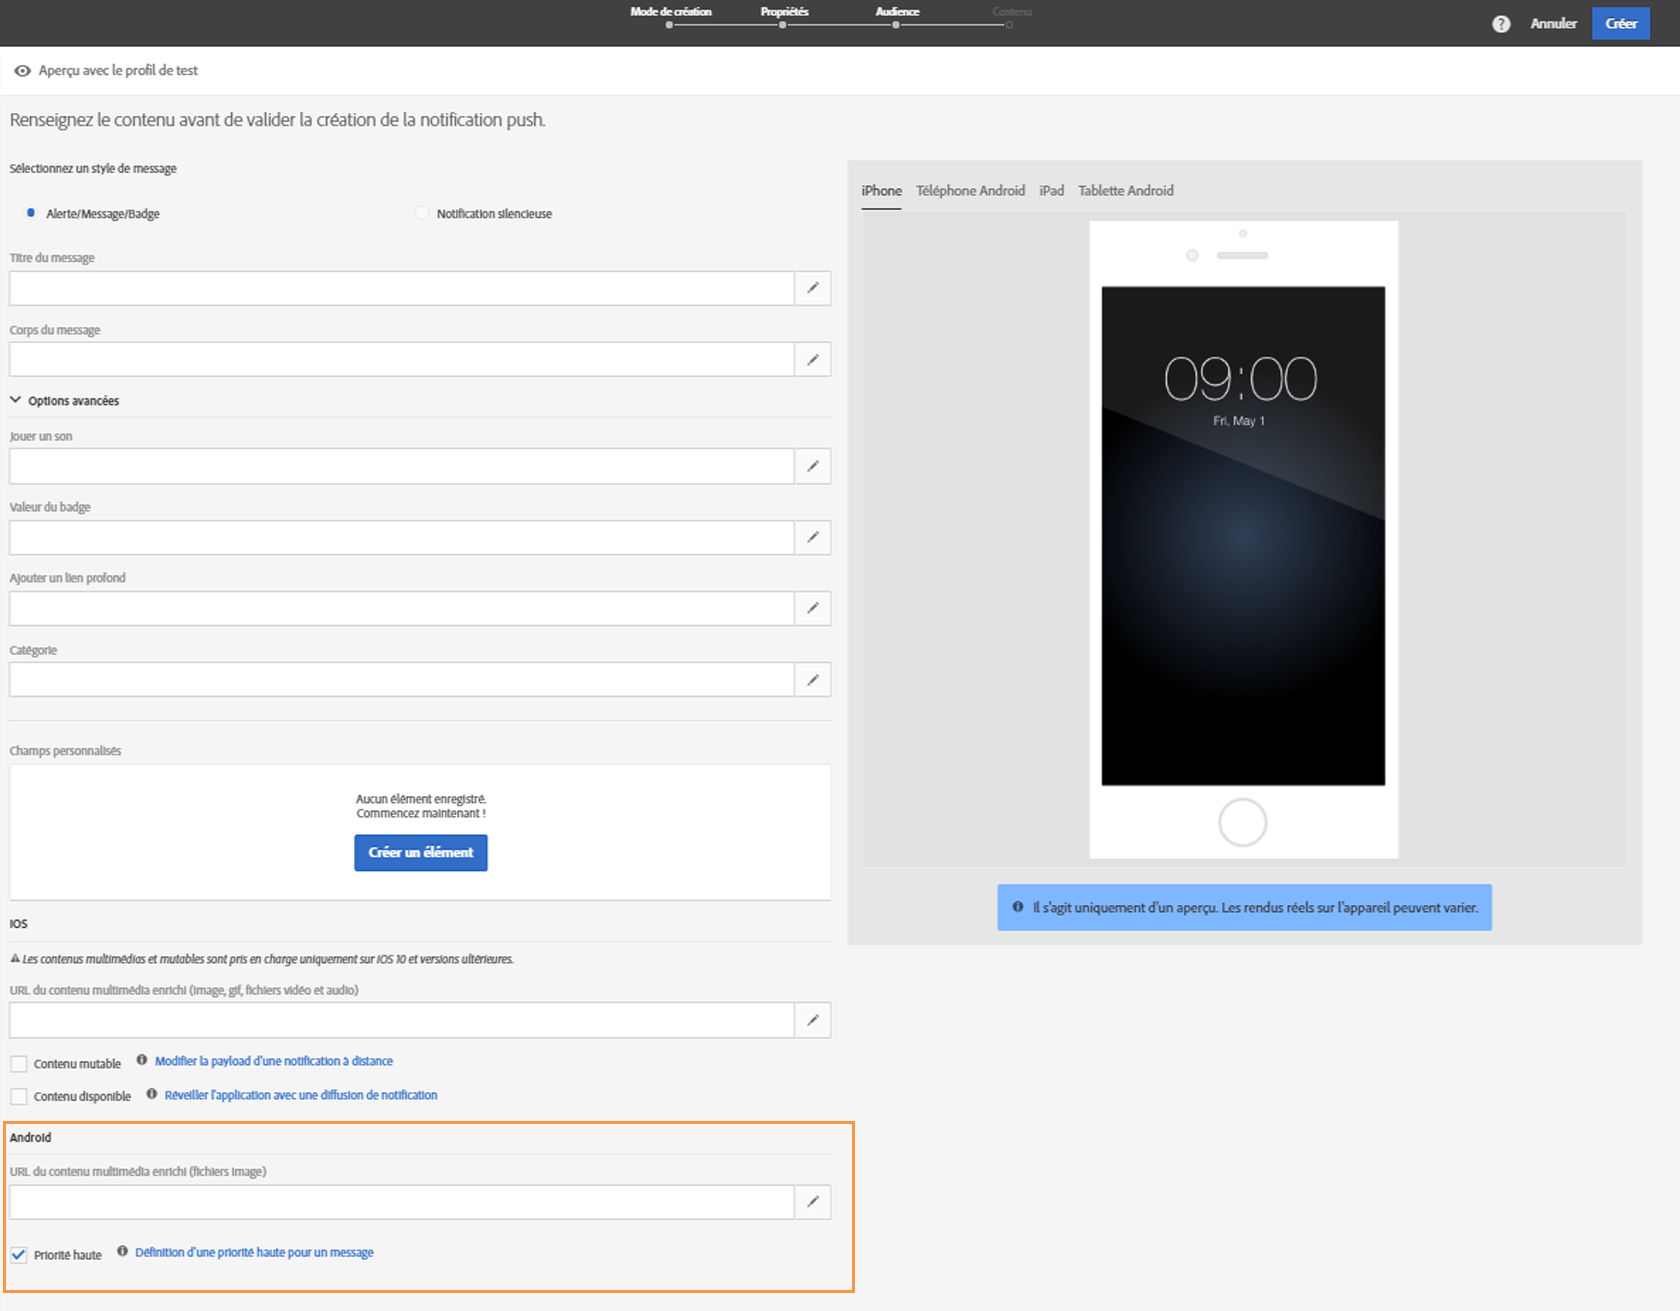 Mode de création
Propriétés
Audience
Contenu
?
Annuler
Créer
Aperçu avec le profil de test
Renseignez le contenu avant de valider la création de la notification push.
Sélectionnez un style de message
Alerte/Message/Badge
Notification silencieuse
Titre du message
Corps du message
Options avancées
Jouer un son
Valeur du badge
Ajouter un lien profond
Catégorie
Champs personnalisés
Aucun élément enregistré.
Commencez maintenant !
Créer un élément
iOS
Les contenus multimédias et mutables sont pris en charge uniquement sur iOS 10 et versions ultérieures.
URL du contenu multimédia enrichi (image, gif, fichiers vidéo et audio)
Contenu mutable
Modifier la payload d'une notification à distance
Contenu disponible
Réveiller l'application avec une diffusion de notification
Android
URL du contenu multimédia enrichi (fichiers image)
Priorité haute
Définition d'une priorité haute pour un message
iPhone
Téléphone Android
iPad
Tablette Android
09:00
Fri, May 1
Il s'agit uniquement d'un aperçu. Les rendus réels sur l'appareil peuvent varier.